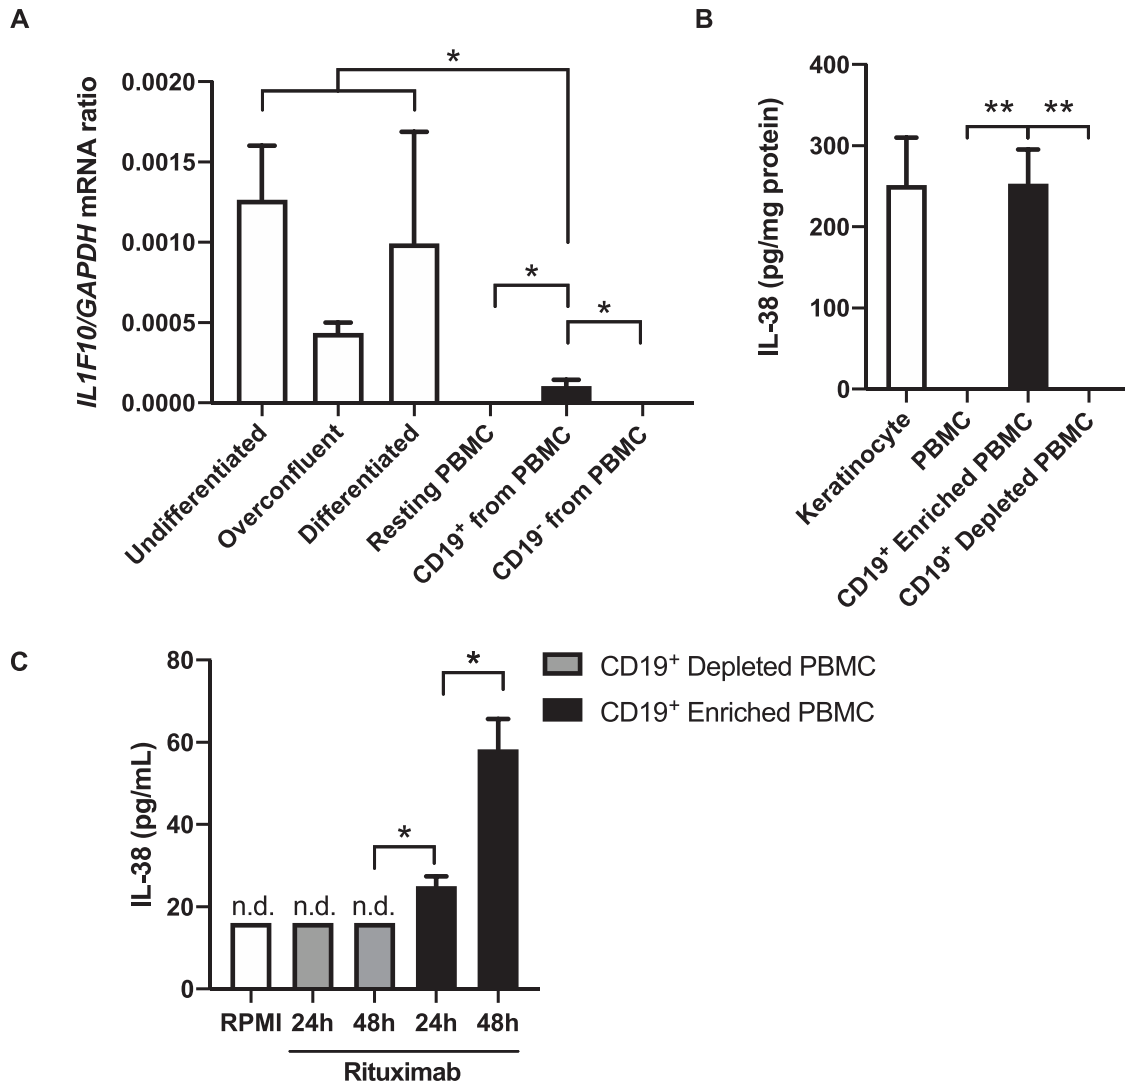 A
IL1F10/GAPDH mRNA ratio
0.0020
0.0015
0.0010
0.0005
0.0000
*
*
*
Undifferentiated
Overconfluent
Differentiated
Resting PBMC
CD19+ from PBMC
CD19- from PBMC
B
IL-38 (pg/mg protein)
400
300
200
100
0
** **
Keratinocyte
PBMC
CD19+ Enriched PBMC
CD19+ Depleted PBMC
C
IL-38 (pg/mL)
80
60
40
20
0
*
*
n.d. n.d. n.d.
RPMI 24h 48h 24h 48h
Rituximab
CD19+ Depleted PBMC
CD19+ Enriched PBMC